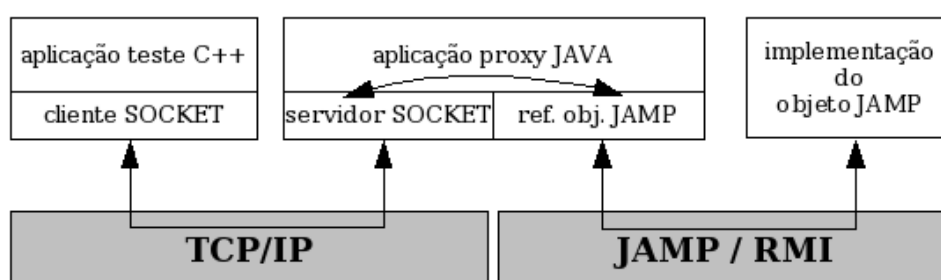 aplicação teste C++
cliente SOCKET
aplicação proxy JAVA
servidor SOCKET
ref. obj. JAMP
implementação
do
objeto JAMP
TCP/IP
JAMP / RMI